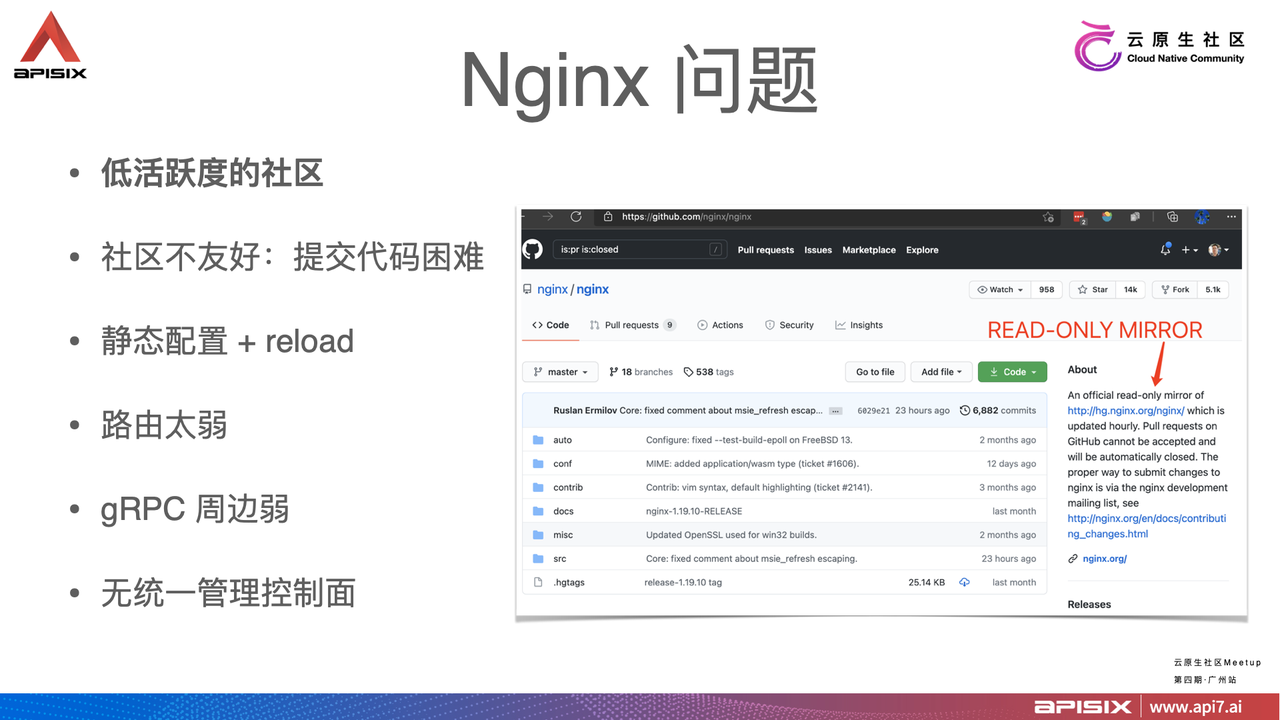 APISIX
云原生社区
Cloud Native Community
Nginx 问题
低活跃度的社区
社区不友好：提交代码困难
静态配置 + reload
路由太弱
gRPC 周边弱
无统一管理控制面
https://github.com/nginx/nginx
2
is:pr is:closed
/
Pull requests Issues Marketplace Explore
nginx / nginx
Watch 958 Star 14k Fork 5.1k
Code Pull requests 9 Actions Security Insights
READ-ONLY MIRROR
master 18 branches 538 tags Go to file Add file Code
Ruslan Ermilov Core: fixed comment about msie_refresh escap... ... 6029e21 23 hours ago 6,882 commits
auto Configure: fixed --test-build-epoll on FreeBSD 13. 2 months ago
conf MIME: added application/wasm type (ticket #1606). 12 days ago
contrib Contrib: vim syntax, default highlighting (ticket #2141). 3 months ago
docs nginx-1.19.10-RELEASE last month
misc Updated OpenSSL used for win32 builds. 2 months ago
src Core: fixed comment about msie_refresh escaping. 23 hours ago
.hgtags release-1.19.10 tag 25.14 KB last month
About
An official read-only mirror of
http://hg.nginx.org/nginx/ which is
updated hourly. Pull requests on
GitHub cannot be accepted and
will be automatically closed. The
proper way to submit changes to
nginx is via the nginx development
mailing list, see
http://nginx.org/en/docs/contributi
ng_changes.html
nginx.org/
Releases
云原生社区Meetup
第四期·广州站
APISIX www.api7.ai